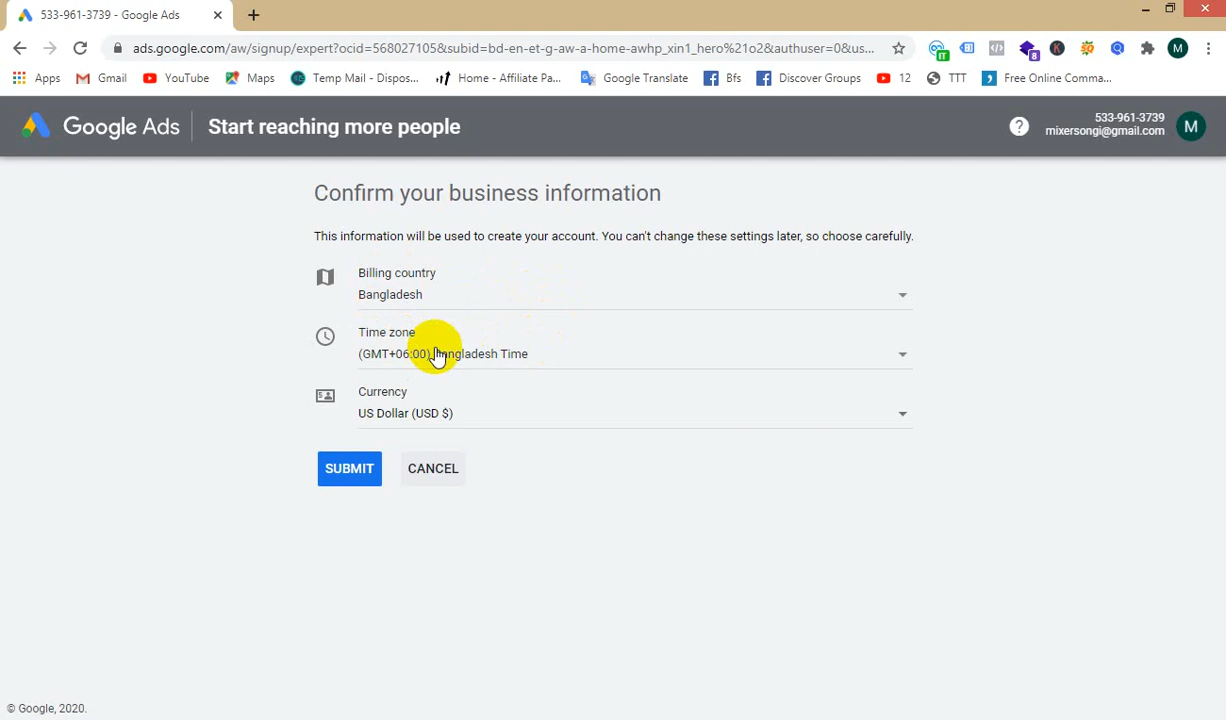 533-961-3739 - Google Ads
ads.google.com/aw/signup/expert?ocid=568027105&subid=bd-en-et-g-aw-a-home-awhp_xin1_hero%21o2&authuser=0&us...
Apps Gmail YouTube Maps Temp Mail - Dispos... Home - Affiliate Pa... Google Translate Bfs Discover Groups 12 TTT Free Online Comma...
Google Ads Start reaching more people
533-961-3739
mixersongi@gmail.com
M
Confirm your business information
This information will be used to create your account. You can't change these settings later, so choose carefully.
Billing country
Bangladesh
Time zone
(GMT+06:00) Bangladesh Time
Currency
US Dollar (USD $)
SUBMIT CANCEL
© Google, 2020.